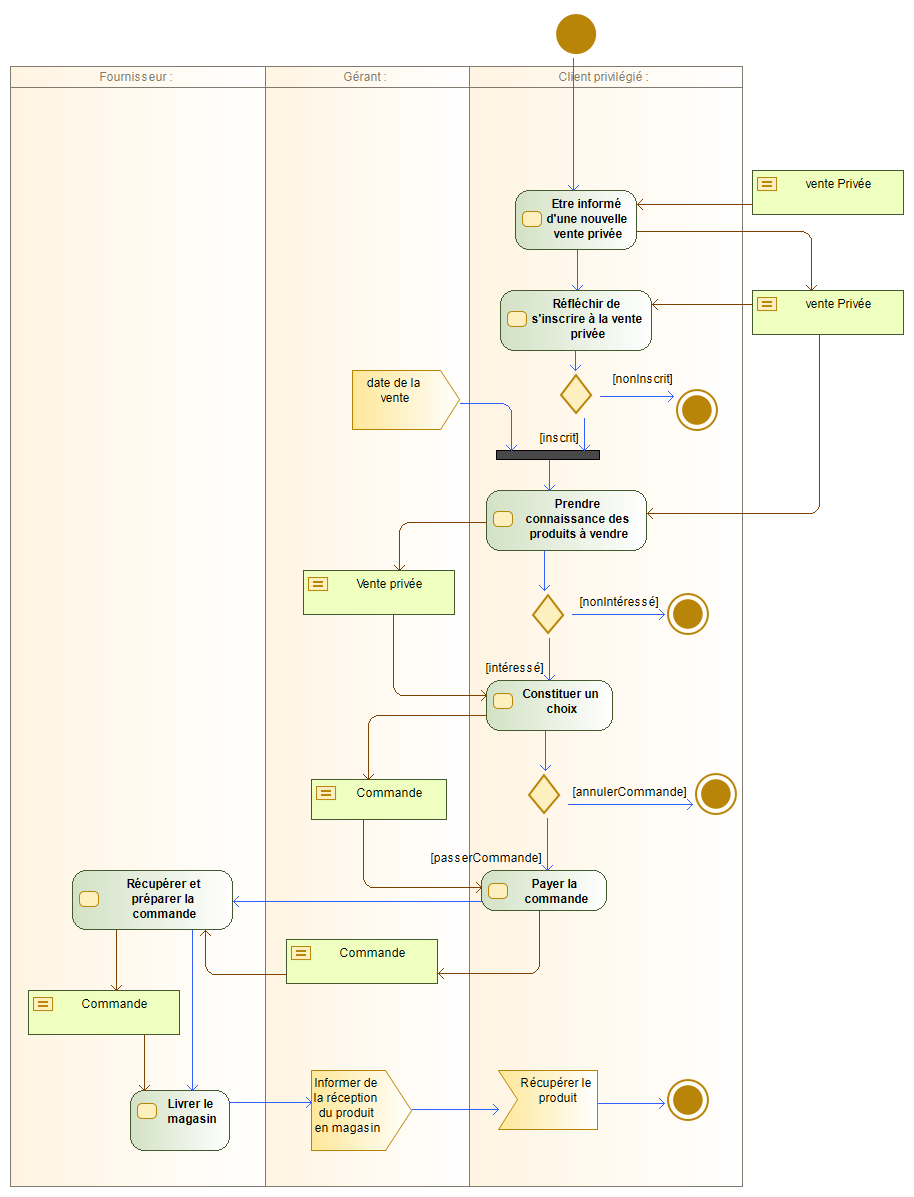 Fournisseur :
Gérant :
Client privilégié :
vente Privée
Etre informé
d'une nouvelle
vente privée
vente Privée
Réfléchir de
s'inscrire à la vente
privée
date de la
vente
[nonInscrit]
[inscrit]
Prendre
connaissance des
produits à vendre
Vente privée
[nonIntéressé]
[intéressé]
Constituer un
choix
Commande
[annulerCommande]
[passerCommande]
Récupérer et
préparer la
commande
Payer la
commande
Commande
Commande
Livrer le
magasin
Informer de
la réception
du produit
en magasin
Récupérer le
produit